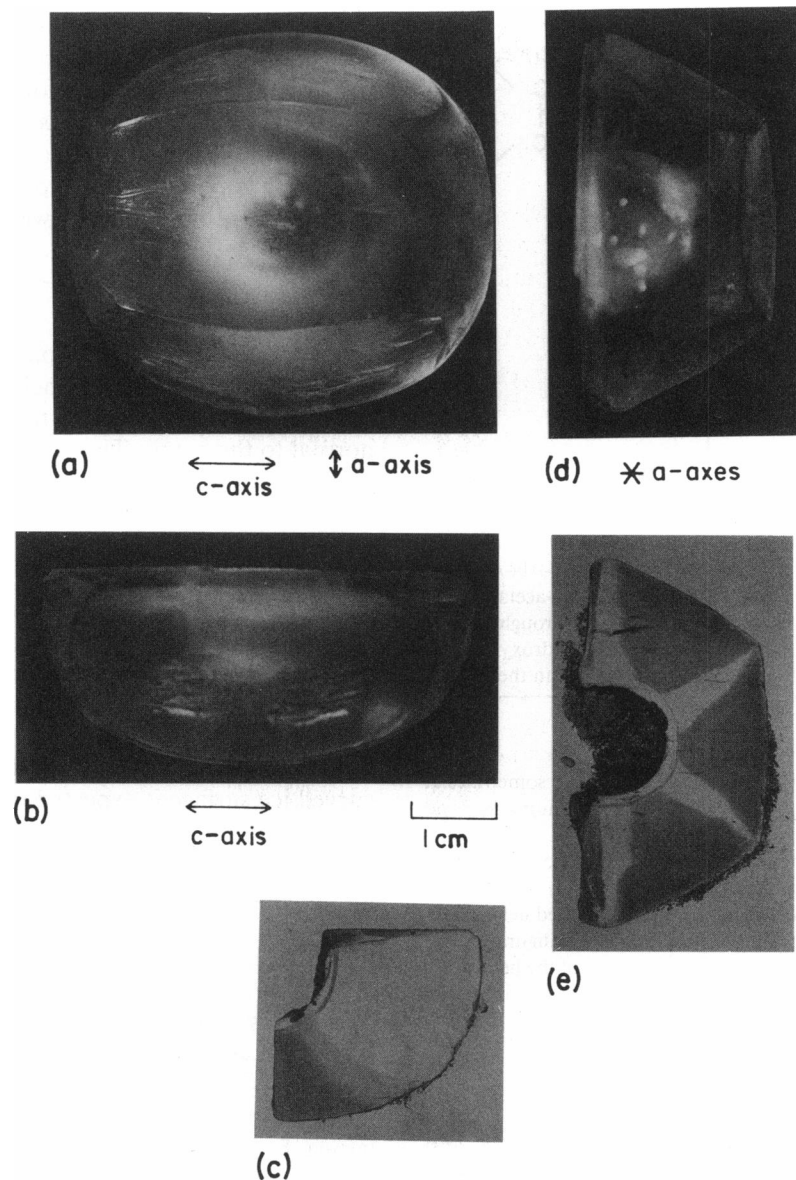 (a)
c-axis
↕ a-axis
(d)
a-axes
(b)
c-axis
1 cm
(e)
(c)